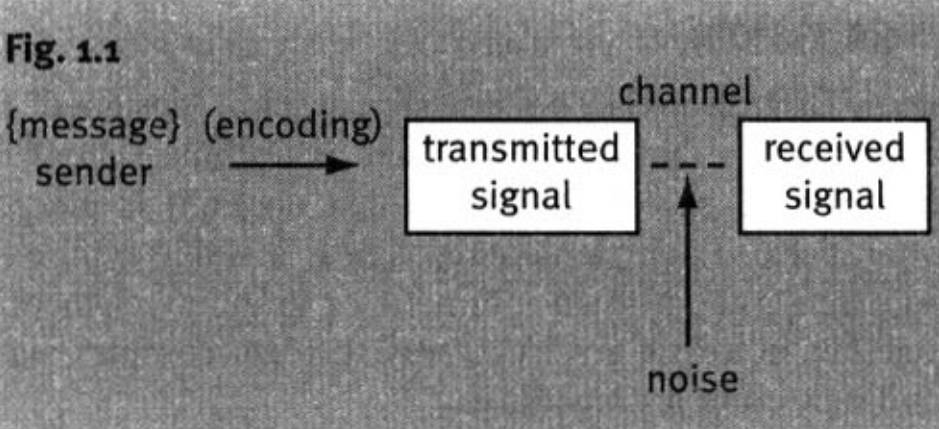 Fig. 1.1
channel
{message} (encoding)
sender
transmitted
signal
received
signal
noise